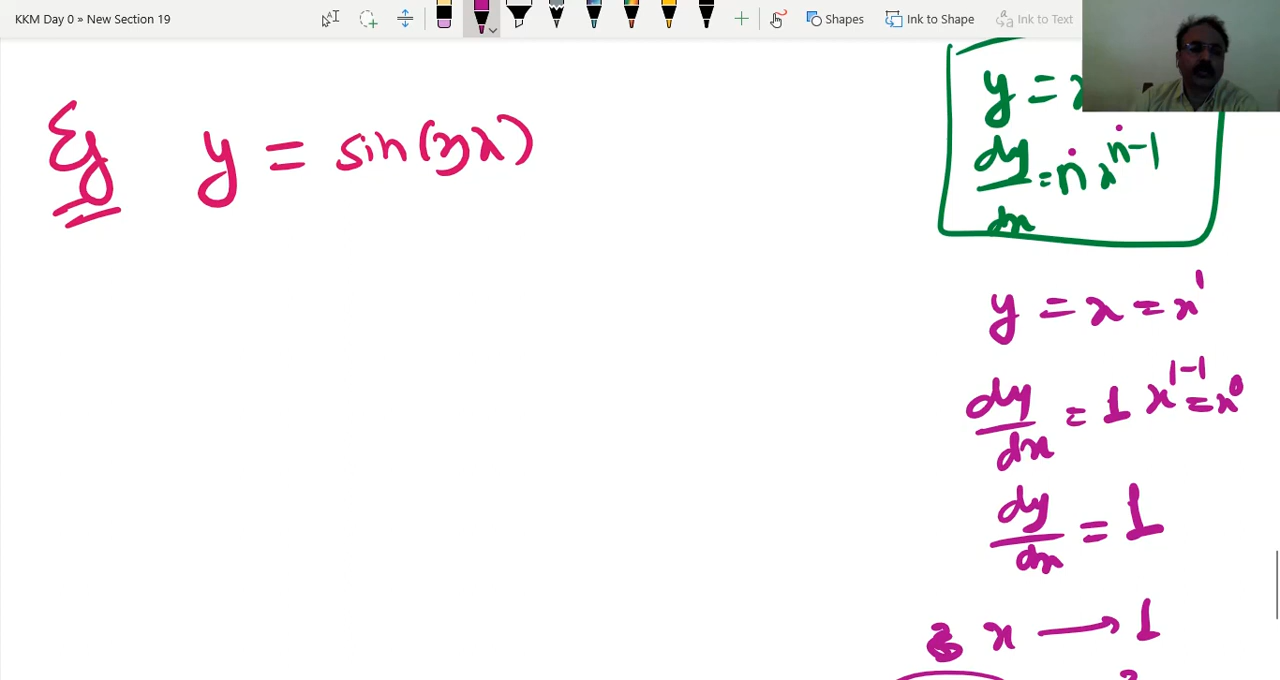 KKM Day 0 » New Section 19
Shapes
Ink to Shape
Ink to Text
Eg y = sin(3x)
y =
dy/dx = n x^{n-1}
y = x = x^1
dy/dx = 1 x^{1-1} = x^0
dy/dx = 1
x → 1